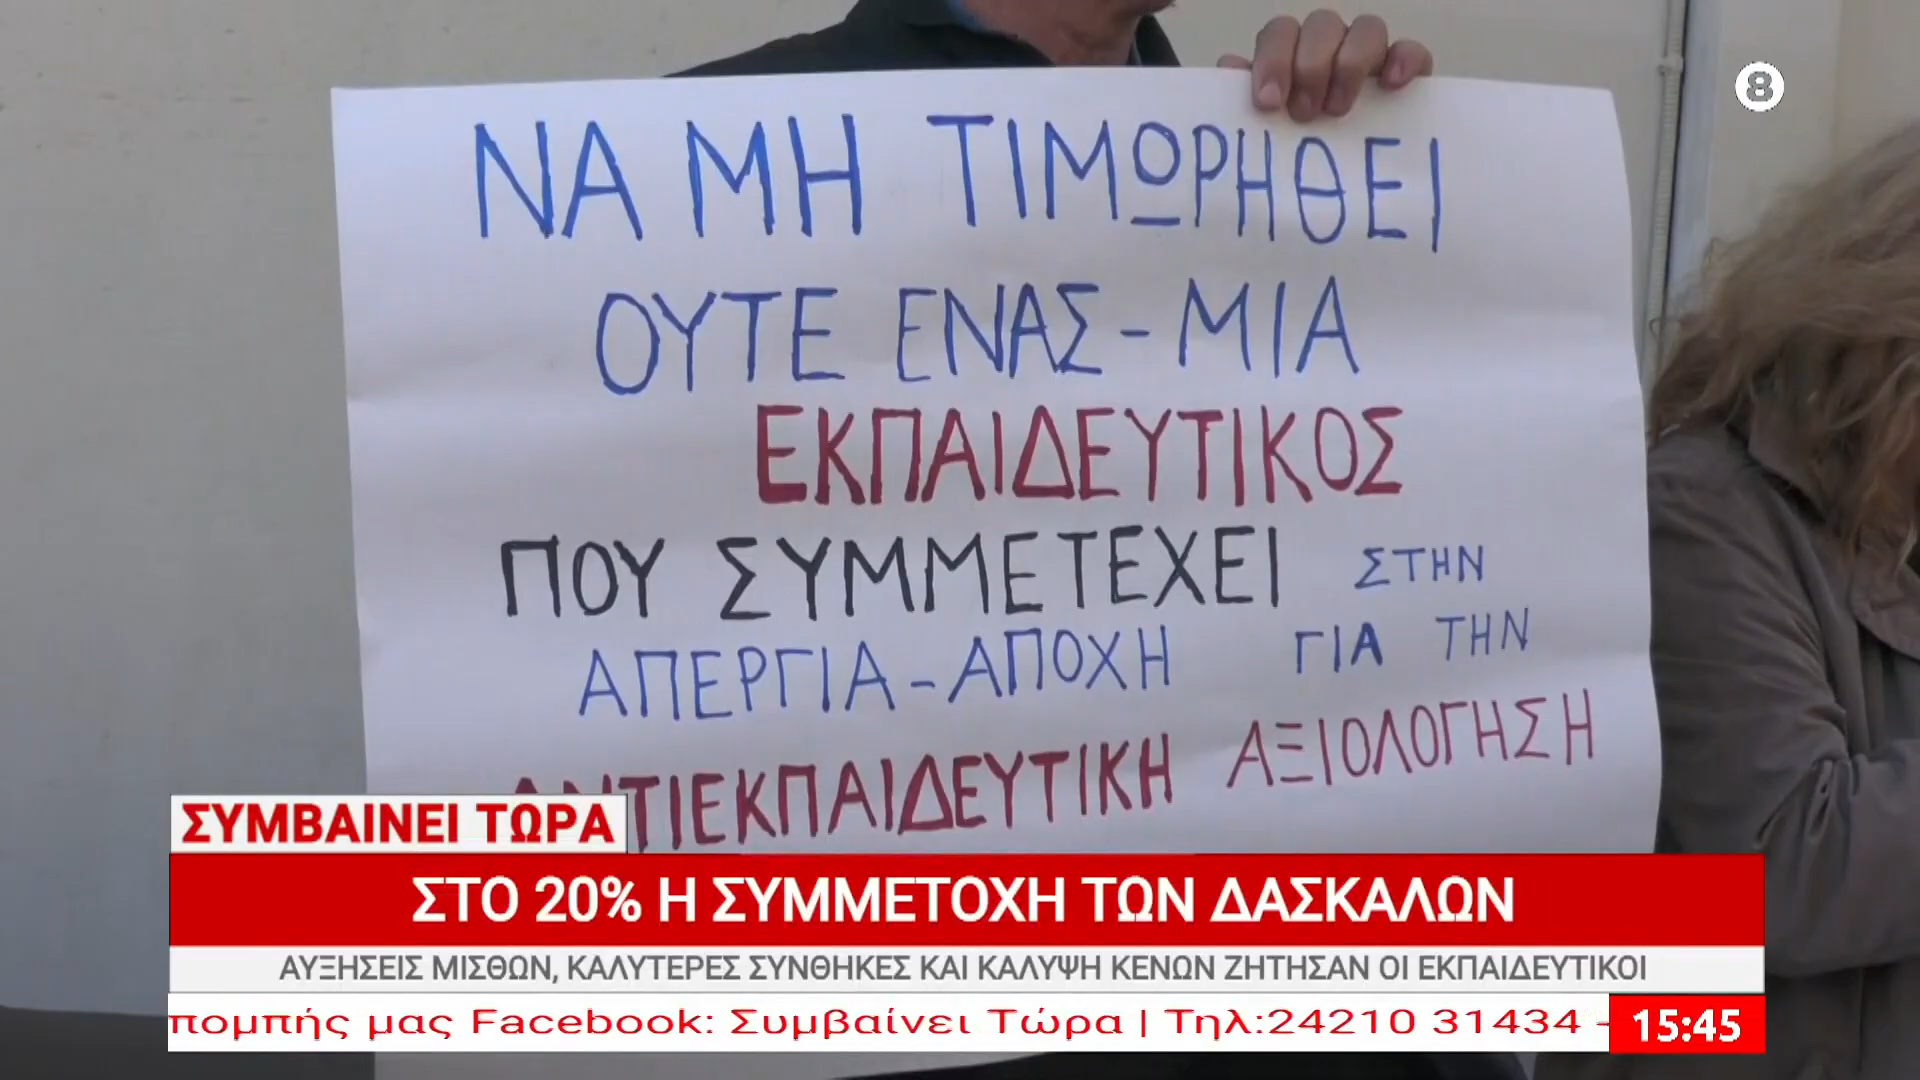 8
ΝΑ ΜΗ ΤΙΜΩΡΗΘΕΙ
ΟΥΤΕ ΕΝΑΣ-ΜΙΑ
ΕΚΠΑΙΔΕΥΤΙΚΟΣ
ΠΟΥ ΣΥΜΜΕΤΕΧΕΙ ΣΤΗΝ
ΑΠΕΡΓΙΑ-ΑΠΟΧΗ ΓΙΑ ΤΗΝ
ΑΝΤΙΕΚΠΑΙΔΕΥΤΙΚΗ ΑΞΙΟΛΟΓΗΣΗ
ΣΥΜΒΑΙΝΕΙ ΤΩΡΑ
ΣΤΟ 20% Η ΣΥΜΜΕΤΟΧΗ ΤΩΝ ΔΑΣΚΑΛΩΝ
ΑΥΞΗΣΕΙΣ ΜΙΣΘΩΝ, ΚΑΛΥΤΕΡΕΣ ΣΥΝΘΗΚΕΣ ΚΑΙ ΚΑΛΥΨΗ ΚΕΝΩΝ ΖΗΤΗΣΑΝ ΟΙ ΕΚΠΑΙΔΕΥΤΙΚΟΙ
πομπής μας Facebook: Συμβαίνει Τώρα | Τηλ:24210 31434 -
15:45